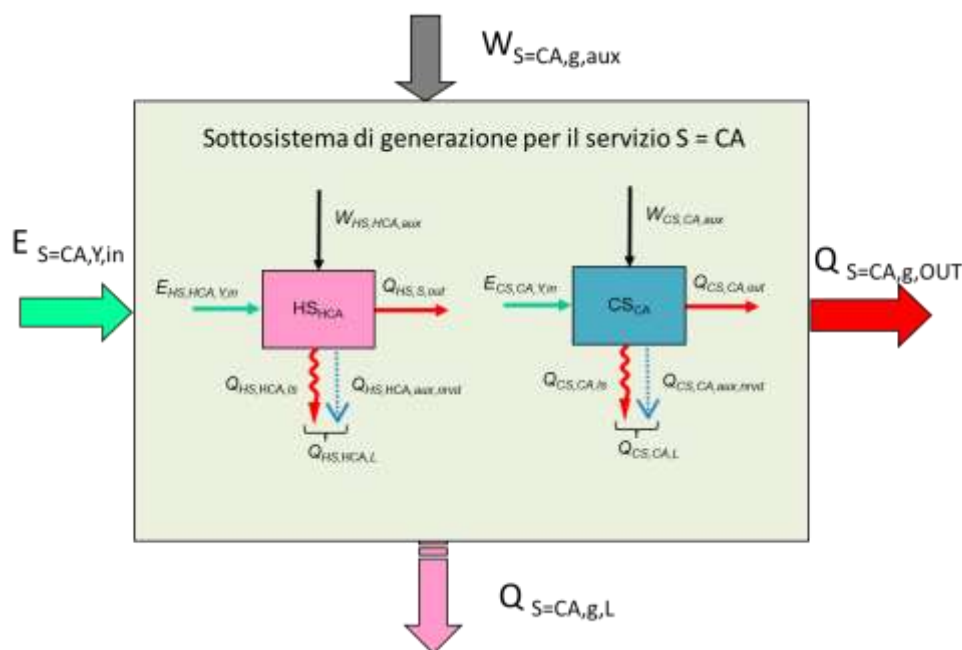 W S=CA,g,aux
Sottosistema di generazione per il servizio S = CA
W HS,HCA,aux
W CS,CA,aux
E S=CA,Y,in
Q S=CA,g,OUT
E HS,HCA,Y,in
HS HCA
Q HS,S,out
E CS,CA,Y,in
CS CA
Q CS,CA,out
Q HS,HCA,ls
Q HS,HCA,aux,nrvd
Q CS,CA,ls
Q CS,CA,aux,nrvd
Q HS,HCA,L
Q CS,CA,L
Q S=CA,g,L